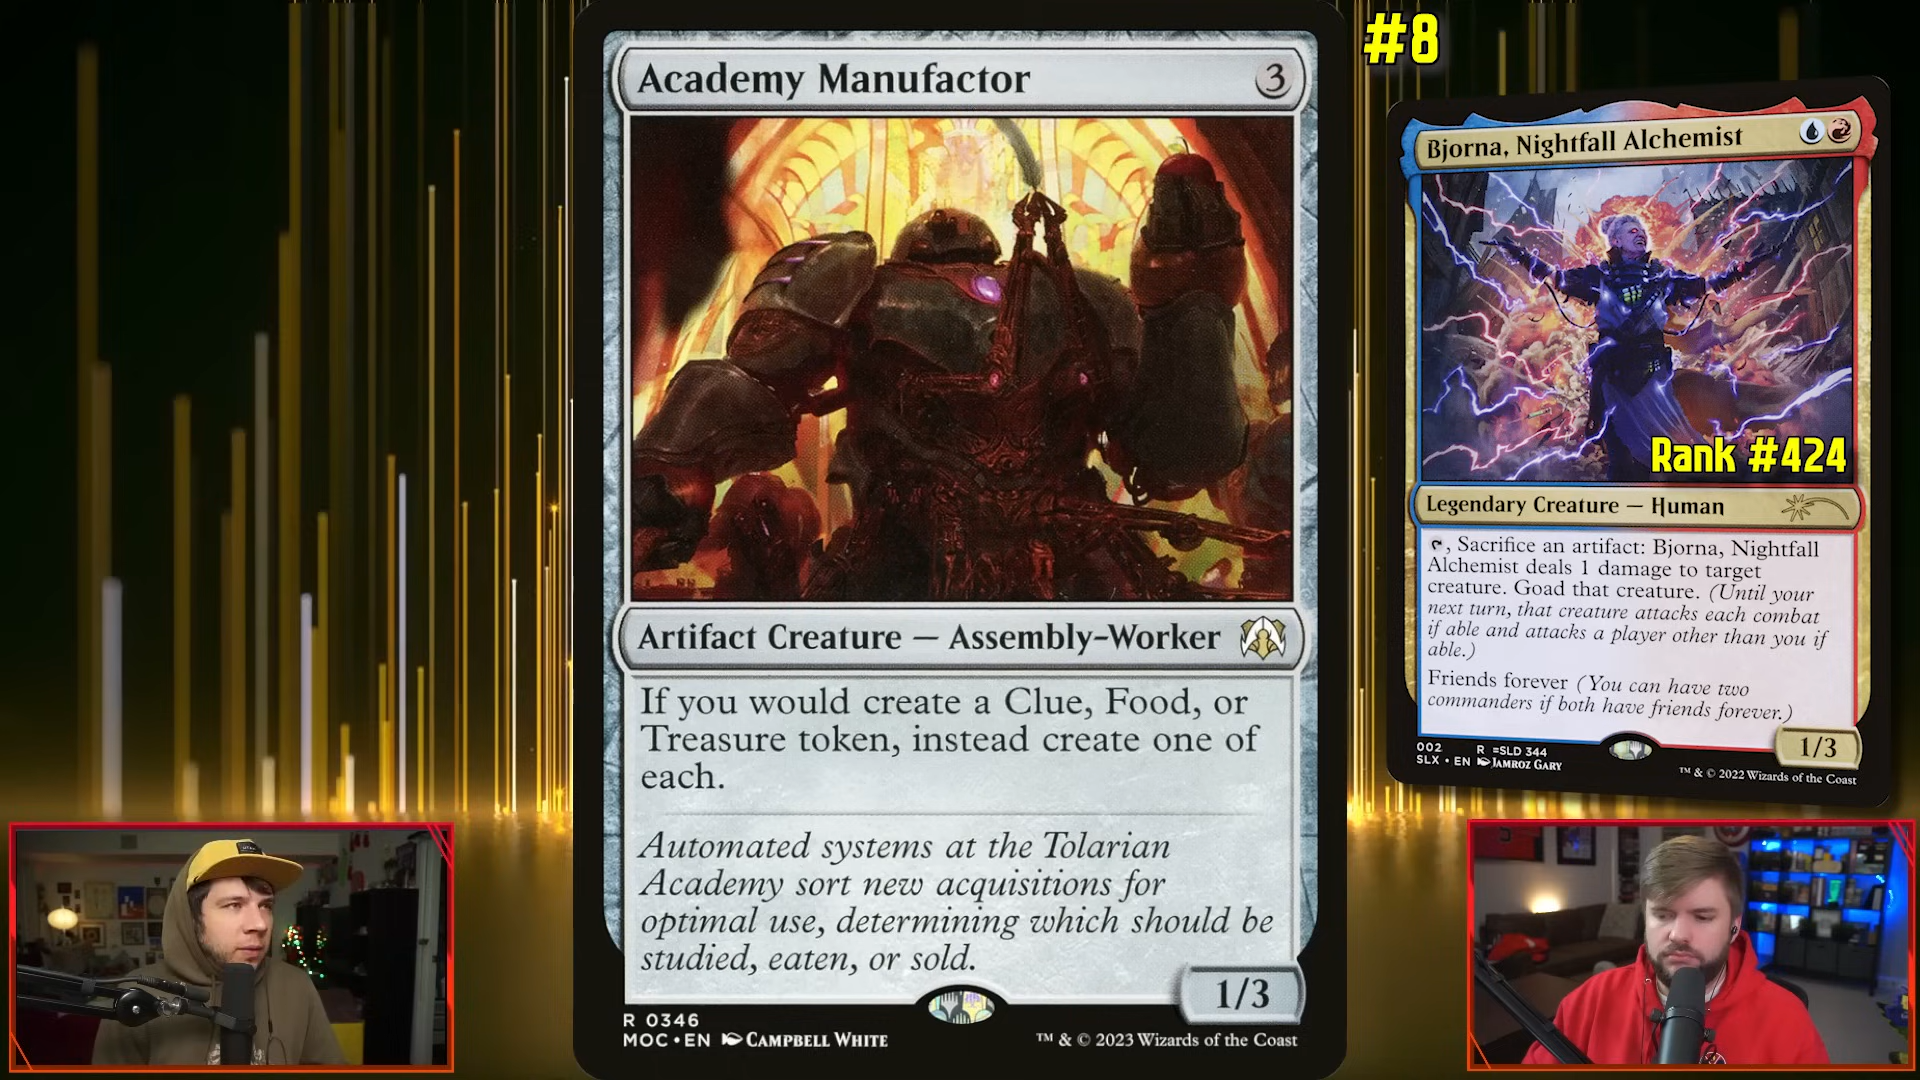 Academy Manufactor 3
Artifact Creature — Assembly-Worker
If you would create a Clue, Food, or
Treasure token, instead create one of
each.
Automated systems at the Tolarian
Academy sort new acquisitions for
optimal use, determining which should be
studied, eaten, or sold.
1/3
R 0346
MOC • EN CAMPBELL WHITE
™ & © 2023 Wizards of the Coast
#8
Bjorna, Nightfall Alchemist
Rank #424
Legendary Creature — Human
, Sacrifice an artifact: Bjorna, Nightfall
Alchemist deals 1 damage to target
creature. Goad that creature. (Until your
next turn, that creature attacks each combat
if able and attacks a player other than you if
able.)
Friends forever (You can have two
commanders if both have friends forever.)
1/3
002 R =SLD 344
SLX • EN JAMROZ GARY
™ & © 2022 Wizards of the Coast